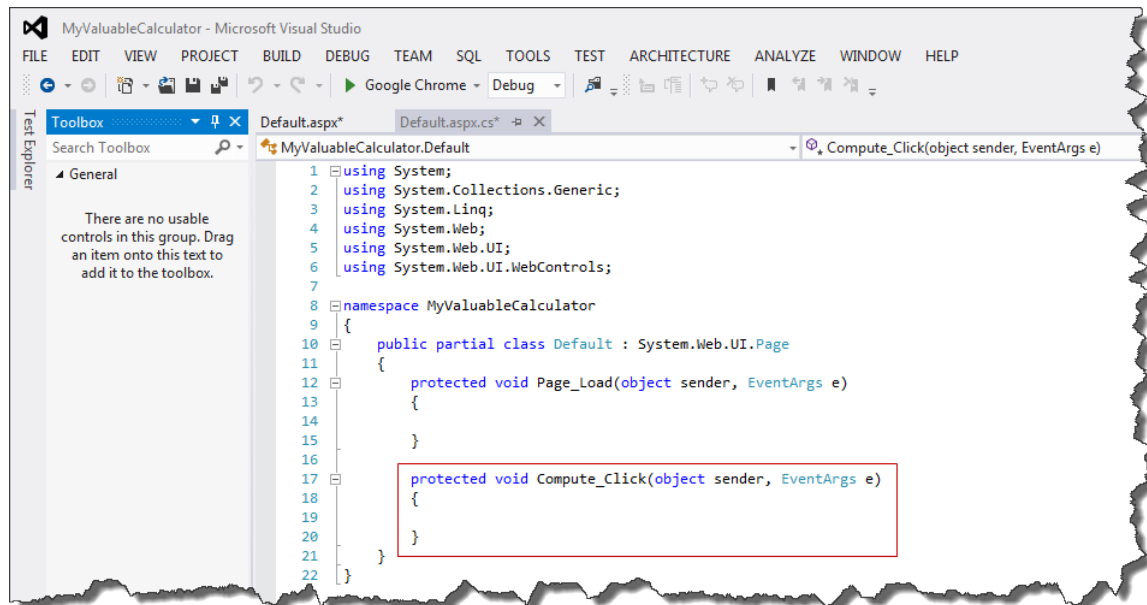 MyValuableCalculator - Microsoft Visual Studio
FILE EDIT VIEW PROJECT BUILD DEBUG TEAM SQL TOOLS TEST ARCHITECTURE ANALYZE WINDOW HELP
Google Chrome Debug
Test Explorer
Toolbox
Search Toolbox
General
There are no usable
controls in this group. Drag
an item onto this text to
add it to the toolbox.
Default.aspx* Default.aspx.cs*
MyValuableCalculator.Default Compute_Click(object sender, EventArgs e)
1 using System;
2 using System.Collections.Generic;
3 using System.Linq;
4 using System.Web;
5 using System.Web.UI;
6 using System.Web.UI.WebControls;
7
8 namespace MyValuableCalculator
9 {
10 public partial class Default : System.Web.UI.Page
11 {
12 protected void Page_Load(object sender, EventArgs e)
13 {
14
15 }
16
17 protected void Compute_Click(object sender, EventArgs e)
18 {
19
20 }
21 }
22 }